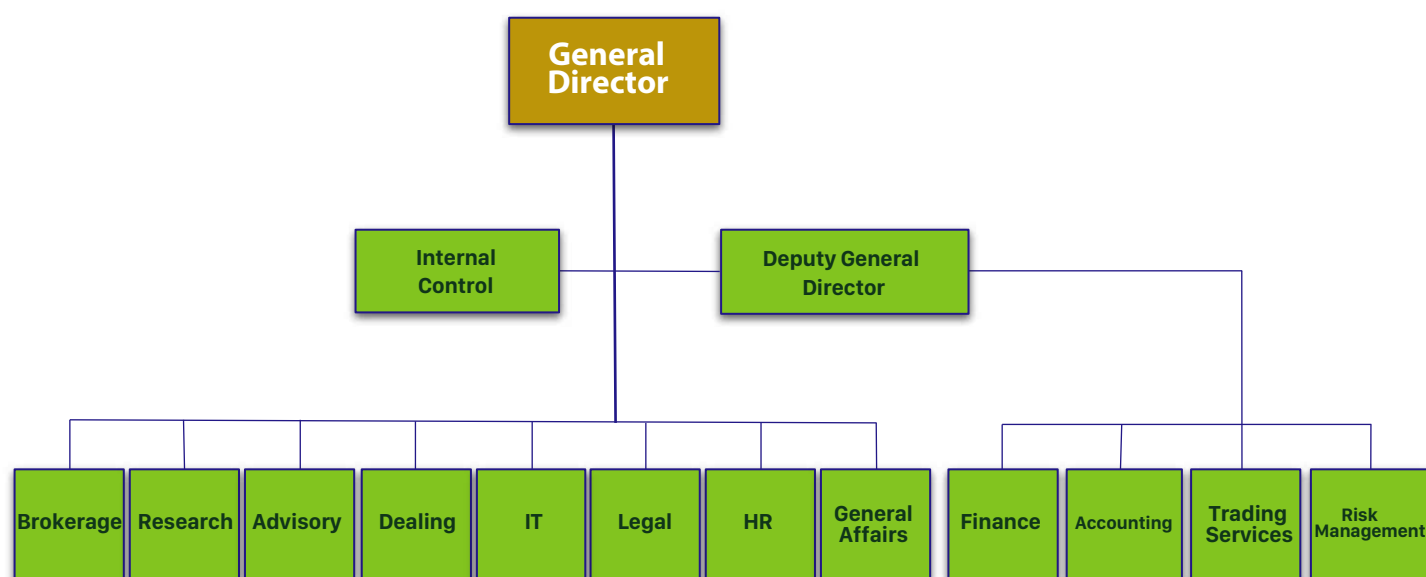 General
Director
Internal
Control
Deputy General
Director
Brokerage
Research
Advisory
Dealing
IT
Legal
HR
General
Affairs
Finance
Accounting
Trading
Services
Risk
Management